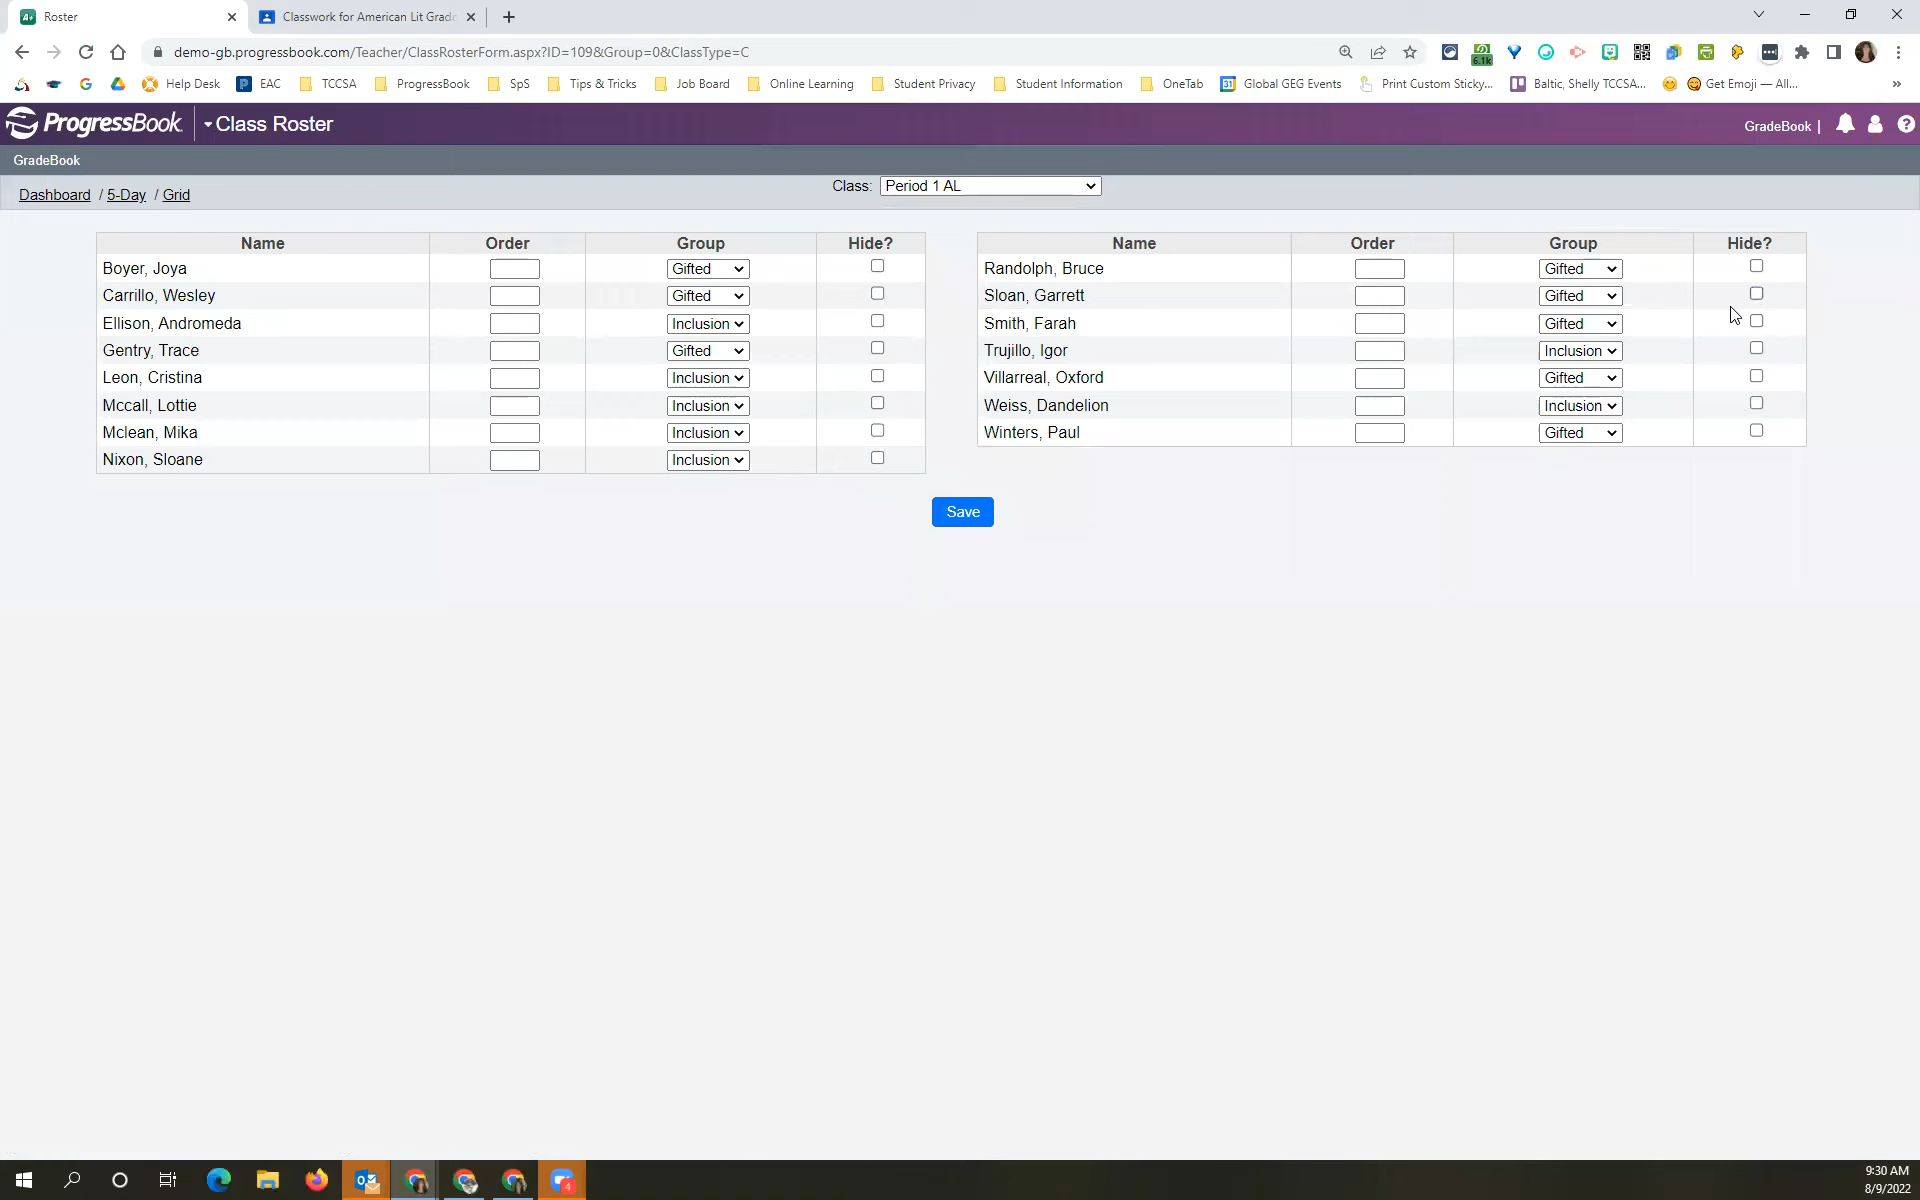 Roster
Classwork for American Lit Grade
demo-gb.progressbook.com/Teacher/ClassRosterForm.aspx?ID=109&Group=0&ClassType=C
6.1k
Help Desk EAC TCCSA ProgressBook SpS Tips & Tricks Job Board Online Learning Student Privacy Student Information OneTab Global GEG Events Print Custom Sticky... Baltic, Shelly TCCSA... Get Emoji — All... »
ProgressBook Class Roster GradeBook |
GradeBook
Dashboard / 5-Day / Grid Class: Period 1 AL
Name Order Group Hide?
Boyer, Joya Gifted
Carrillo, Wesley Gifted
Ellison, Andromeda Inclusion
Gentry, Trace Gifted
Leon, Cristina Inclusion
Mccall, Lottie Inclusion
Mclean, Mika Inclusion
Nixon, Sloane Inclusion
Name Order Group Hide?
Randolph, Bruce Gifted
Sloan, Garrett Gifted
Smith, Farah Gifted
Trujillo, Igor Inclusion
Villarreal, Oxford Gifted
Weiss, Dandelion Inclusion
Winters, Paul Gifted
Save
9:30 AM
8/9/2022